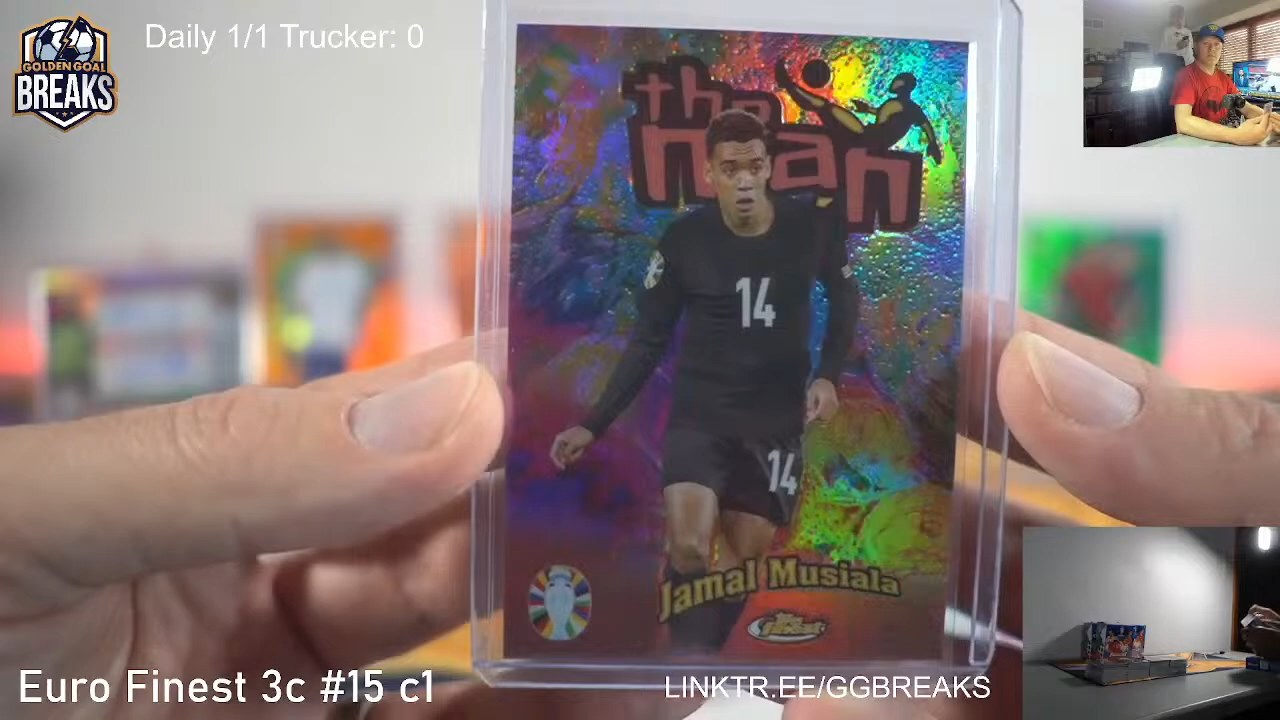 GOLDEN GOAL
BREAKS
Daily 1/1 Trucker: 0
the
man
14
14
Jamal Musiala
Topps
Finest
Euro Finest 3c #15 c1
LINKTR.EE/GGBREAKS